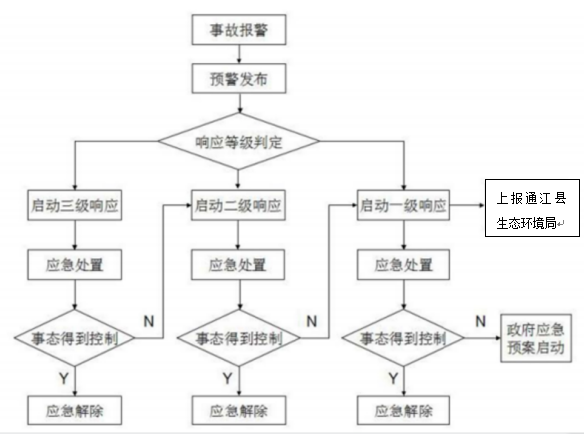 事故报警
预警发布
响应等级判定
启动三级响应
启动二级响应
启动一级响应
上报通江县
生态环境局
应急处置
应急处置
应急处置
事态得到控制
N
事态得到控制
N
事态得到控制
N
政府应急
预案启动
Y
Y
Y
应急解除
应急解除
应急解除